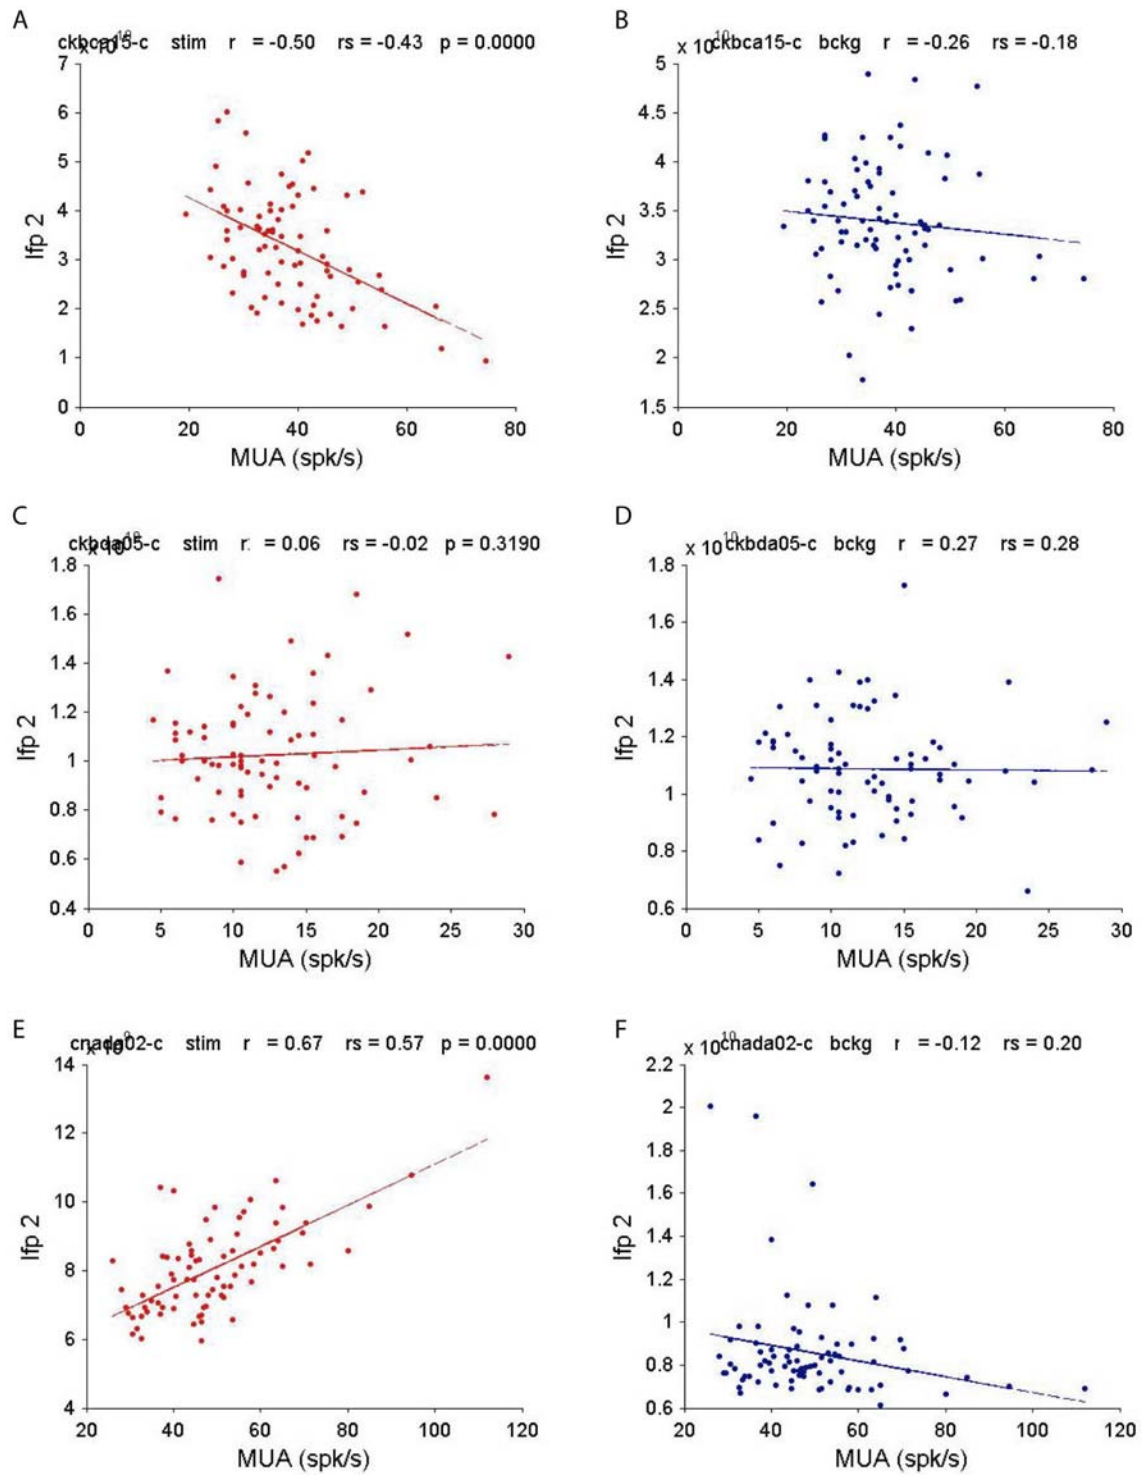 A
ckbca15-c stim r = -0.50 rs = -0.43 p = 0.0000
7
6
5
4
3
2
1
0
lfp 2
0 20 40 60 80
MUA (spk/s)
B
x 10^10
ckbca15-c bckg r = -0.26 rs = -0.18
5
4.5
4
3.5
3
2.5
2
1.5
lfp 2
0 20 40 60 80
MUA (spk/s)
C
ckbda05-c stim r = 0.06 rs = -0.02 p = 0.3190
1.8
1.6
1.4
1.2
1
0.8
0.6
0.4
lfp 2
0 5 10 15 20 25 30
MUA (spk/s)
D
x 10^10
ckbda05-c bckg r = 0.27 rs = 0.28
1.8
1.6
1.4
1.2
1
0.8
0.6
lfp 2
0 5 10 15 20 25 30
MUA (spk/s)
E
cnada02-c stim r = 0.67 rs = 0.57 p = 0.0000
14
12
10
8
6
4
lfp 2
20 40 60 80 100 120
MUA (spk/s)
F
x 10^10
cnada02-c bckg r = -0.12 rs = 0.20
2.2
2
1.8
1.6
1.4
1.2
1
0.8
0.6
lfp 2
20 40 60 80 100 120
MUA (spk/s)